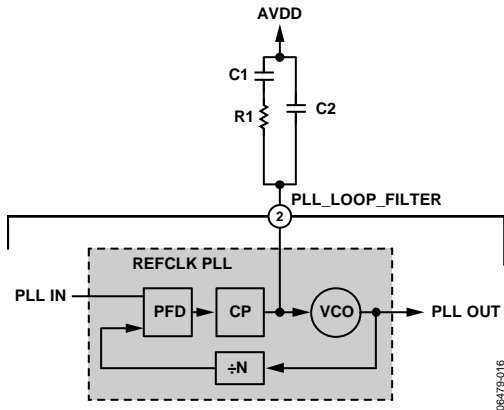 AVDD
C1
C2
R1
PLL_LOOP_FILTER
2
REFCLK PLL
PLL IN
PFD
CP
VCO
PLL OUT
÷N
06479-016